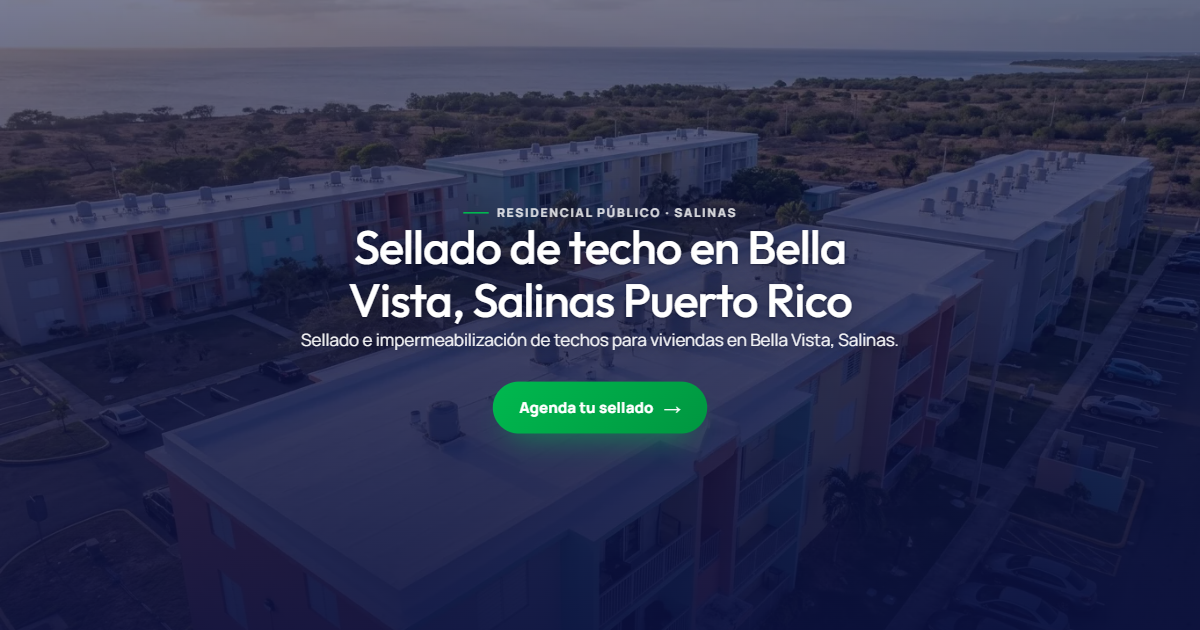 RESIDENCIAL PÚBLICO · SALINAS
Sellado de techo en Bella
Vista, Salinas Puerto Rico
Sellado e impermeabilización de techos para viviendas en Bella Vista, Salinas.
Agenda tu sellado →